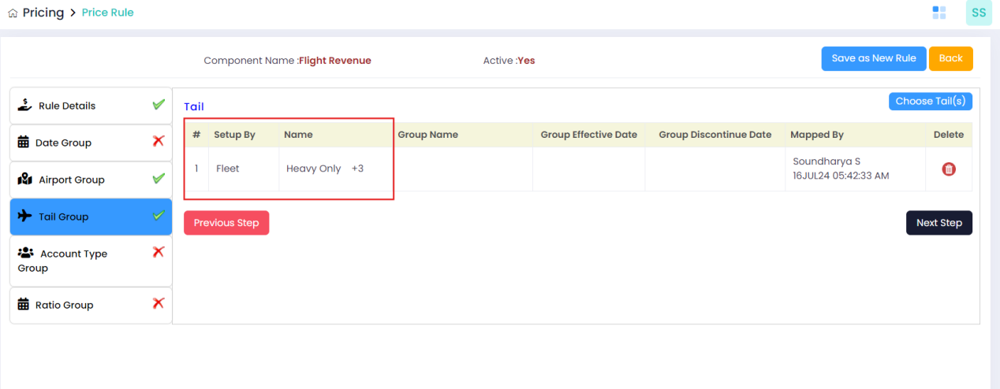 Pricing > Price Rule
SS
Component Name :Flight Revenue
Active :Yes
Save as New Rule
Back
Rule Details
Date Group
Airport Group
Tail Group
Account Type
Group
Ratio Group
Tail
Choose Tail(s)
# Setup By Name Group Name Group Effective Date Group Discontinue Date Mapped By Delete
1 Fleet Heavy Only +3 Soundharya S
16JUL24 05:42:33 AM
Previous Step
Next Step